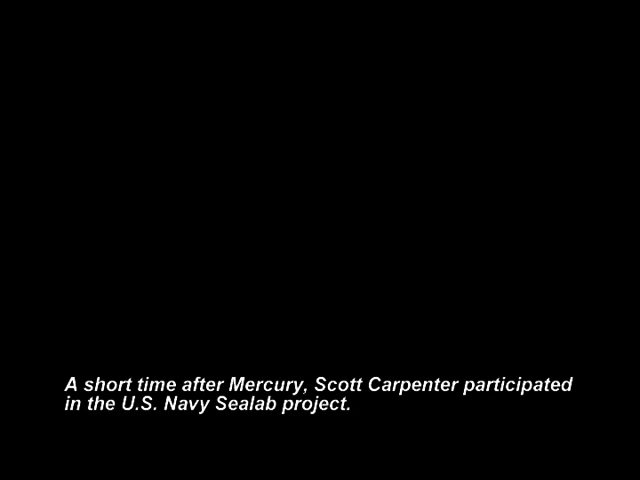 A short time after Mercury, Scott Carpenter participated
in the U.S. Navy Sealab project.